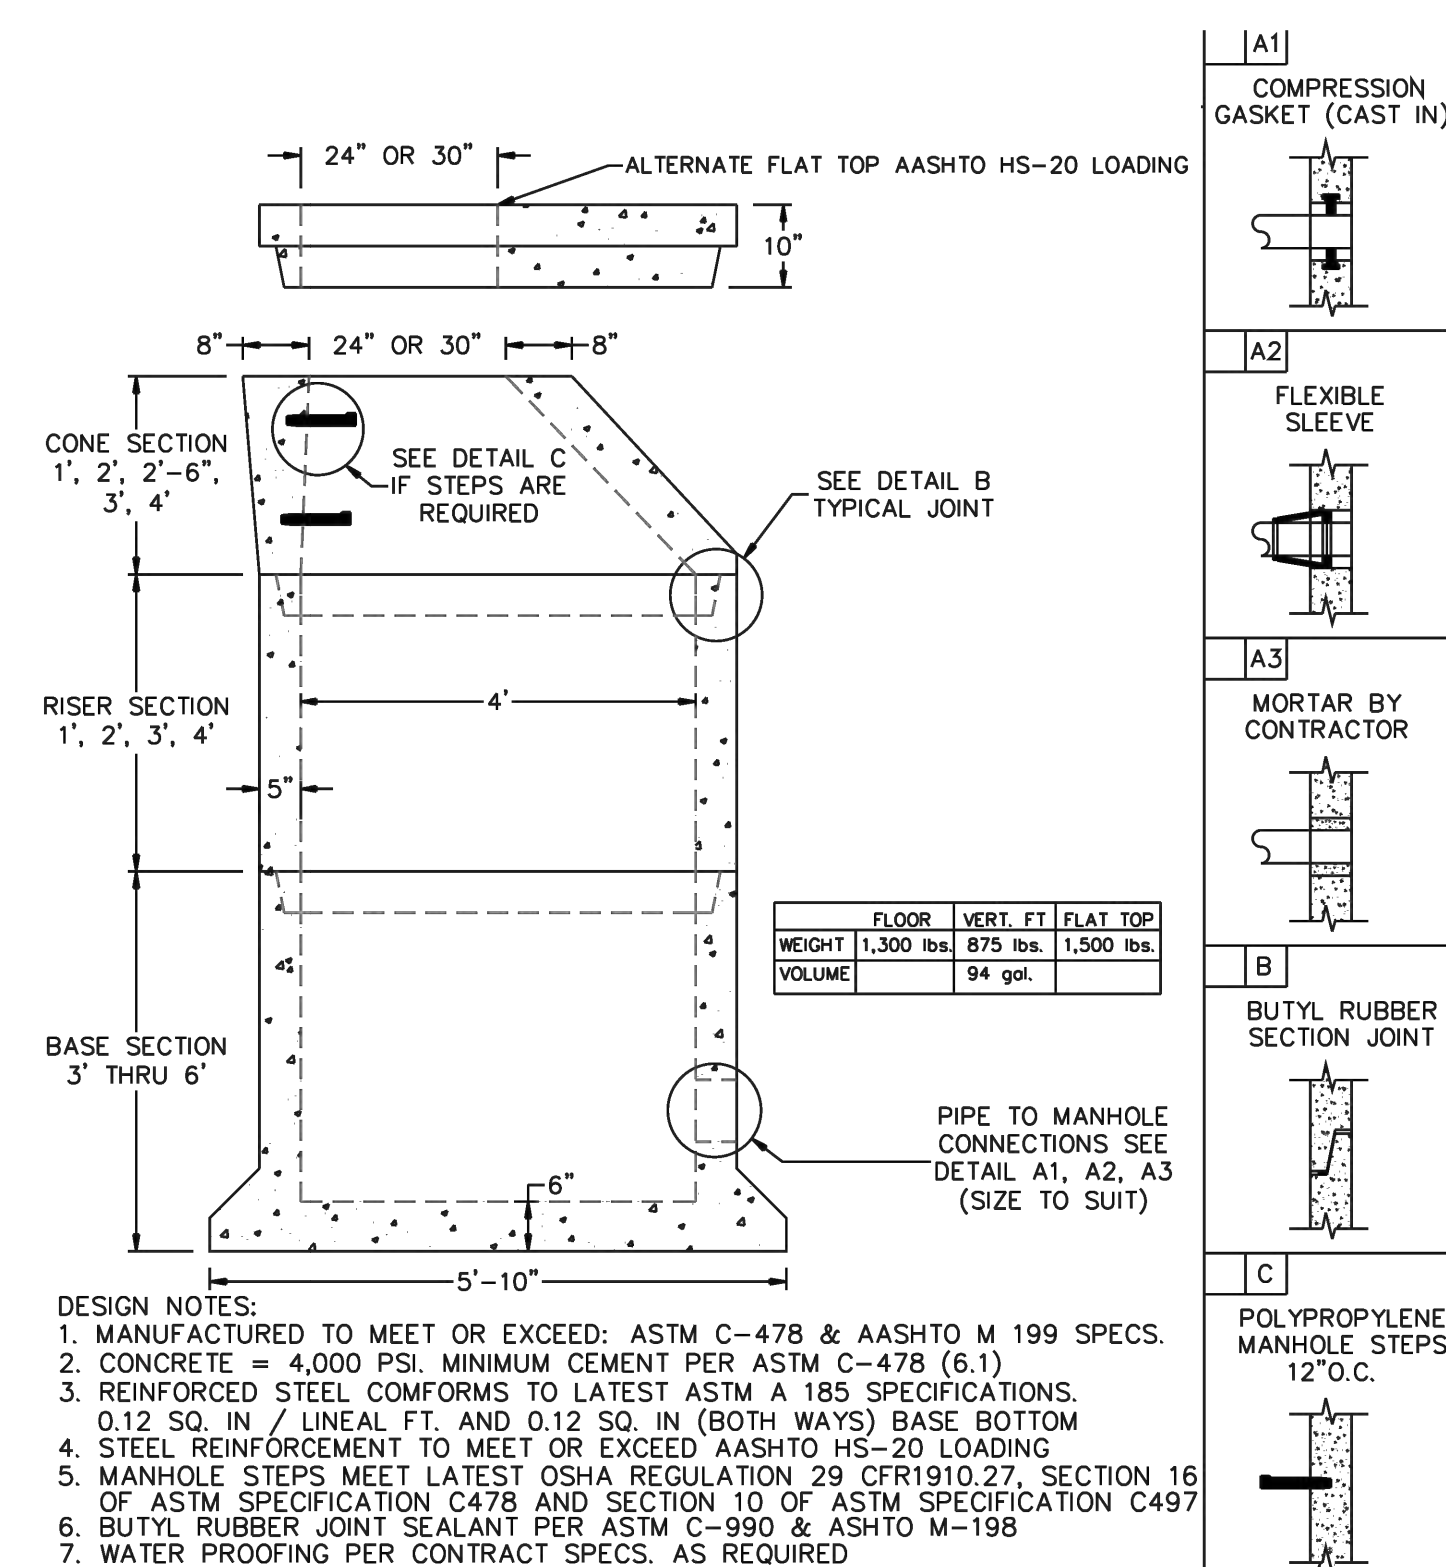 24" OR 30"
ALTERNATE FLAT TOP AASHTO HS-20 LOADING
10"
8"
24" OR 30"
8"
CONE SECTION
1', 2', 2'-6",
3', 4'
SEE DETAIL C
IF STEPS ARE
REQUIRED
SEE DETAIL B
TYPICAL JOINT
RISER SECTION
1', 2', 3', 4'
4'
5"
FLOOR VERT. FT FLAT TOP
WEIGHT 1,300 lbs. 875 lbs. 1,500 lbs.
VOLUME 94 gal.
BASE SECTION
3' THRU 6'
PIPE TO MANHOLE
CONNECTIONS SEE
DETAIL A1, A2, A3
(SIZE TO SUIT)
6"
5'-10"
DESIGN NOTES:
1. MANUFACTURED TO MEET OR EXCEED: ASTM C-478 & AASHTO M 199 SPECS.
2. CONCRETE = 4,000 PSI. MINIMUM CEMENT PER ASTM C-478 (6.1)
3. REINFORCED STEEL COMFORMS TO LATEST ASTM A 185 SPECIFICATIONS.
0.12 SQ. IN / LINEAL FT. AND 0.12 SQ. IN (BOTH WAYS) BASE BOTTOM
4. STEEL REINFORCEMENT TO MEET OR EXCEED AASHTO HS-20 LOADING
5. MANHOLE STEPS MEET LATEST OSHA REGULATION 29 CFR1910.27, SECTION 16
OF ASTM SPECIFICATION C478 AND SECTION 10 OF ASTM SPECIFICATION C497
6. BUTYL RUBBER JOINT SEALANT PER ASTM C-990 & ASHTO M-198
7. WATER PROOFING PER CONTRACT SPECS. AS REQUIRED
A1
COMPRESSION
GASKET (CAST IN)
A2
FLEXIBLE
SLEEVE
A3
MORTAR BY
CONTRACTOR
B
BUTYL RUBBER
SECTION JOINT
C
POLYPROPYLENE
MANHOLE STEPS
12"O.C.